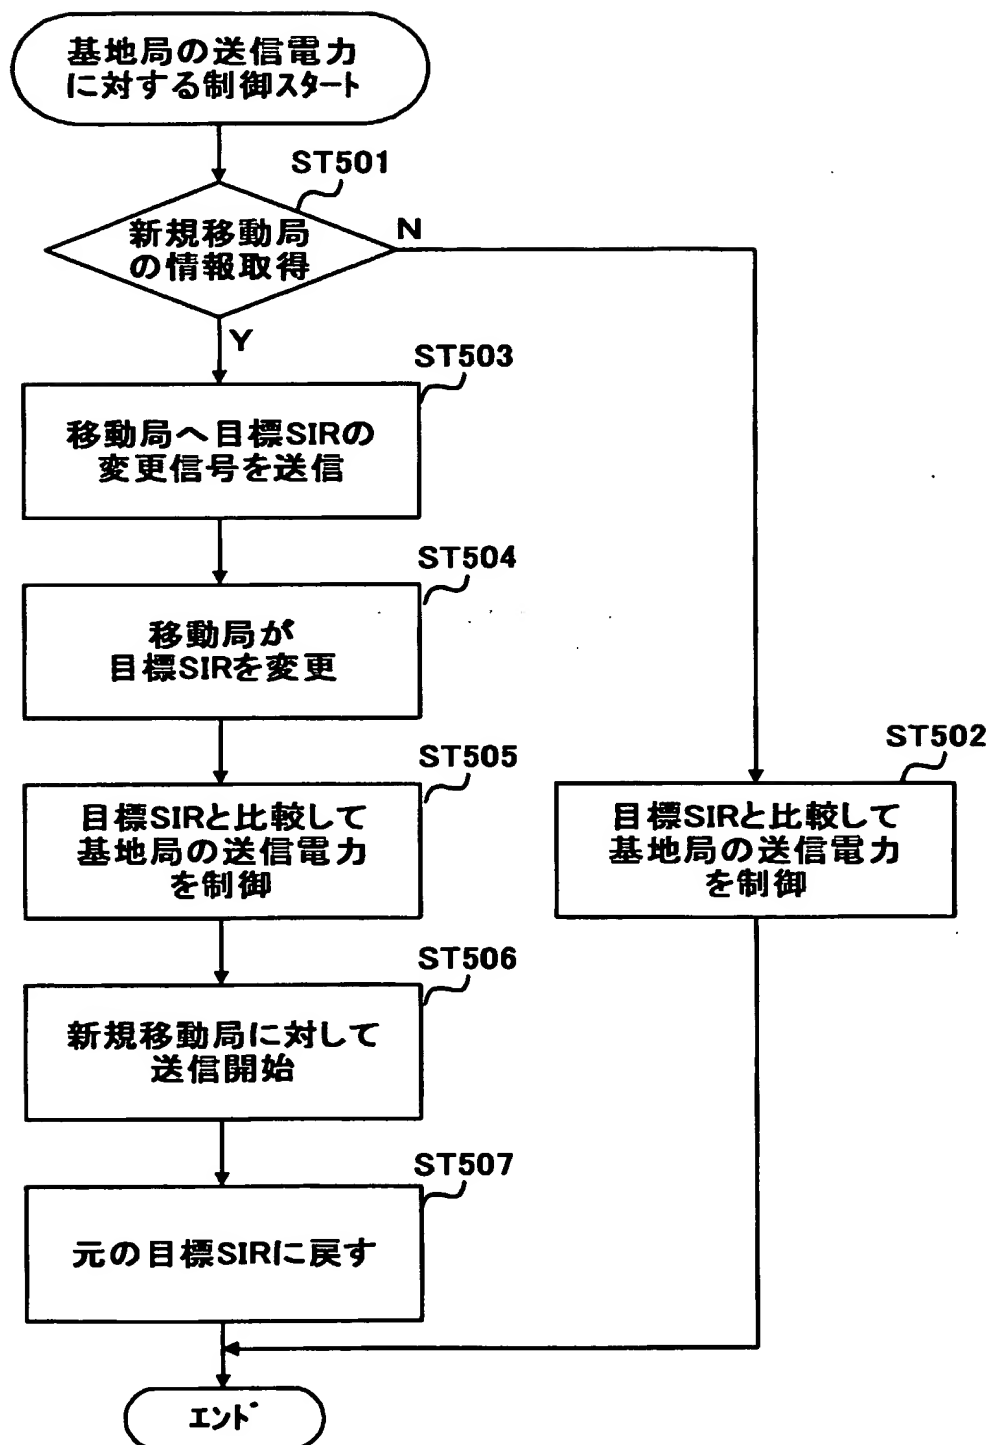 基地局の送信電力
に対する制御スタート
ST501
新規移動局
の情報取得
N
Y
ST503
移動局へ目標SIRの
変更信号を送信
ST504
移動局が
目標SIRを変更
ST505
目標SIRと比較して
基地局の送信電力
を制御
ST502
目標SIRと比較して
基地局の送信電力
を制御
ST506
新規移動局に対して
送信開始
ST507
元の目標SIRに戻す
エンド